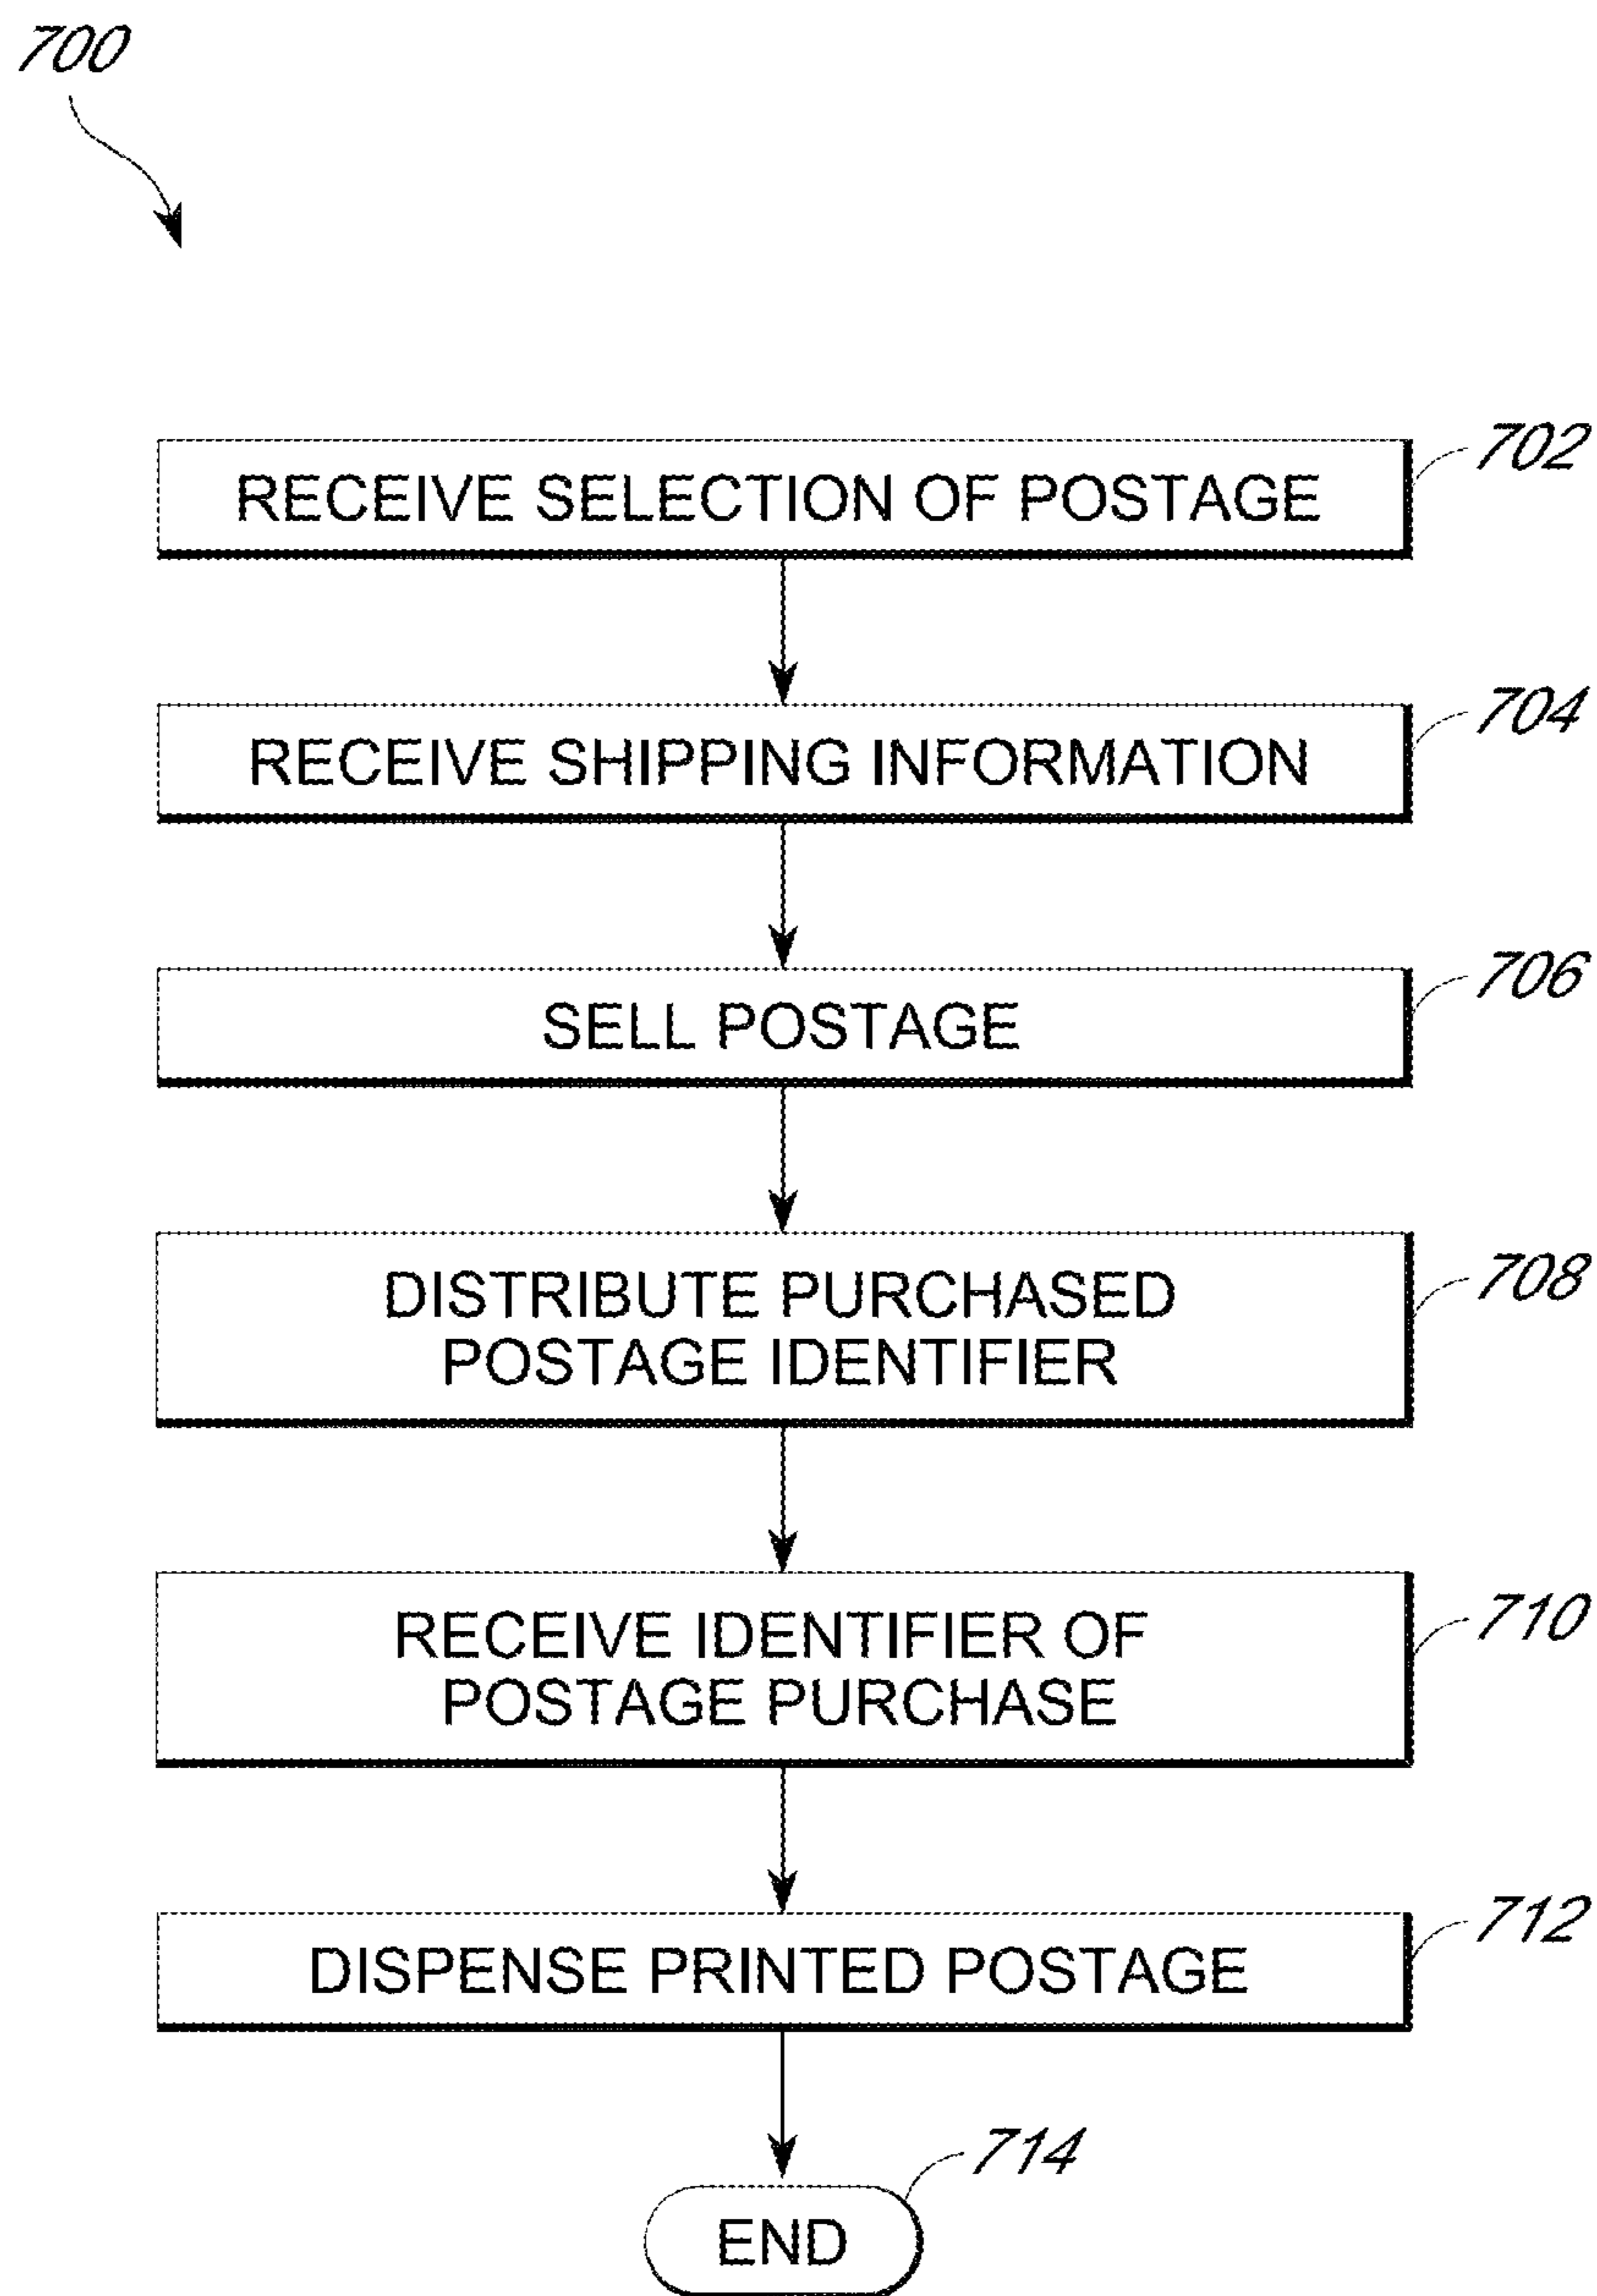 700
RECEIVE SELECTION OF POSTAGE
702
RECEIVE SHIPPING INFORMATION
704
SELL POSTAGE
706
DISTRIBUTE PURCHASED
POSTAGE IDENTIFIER
708
RECEIVE IDENTIFIER OF
POSTAGE PURCHASE
710
DISPENSE PRINTED POSTAGE
712
END
714